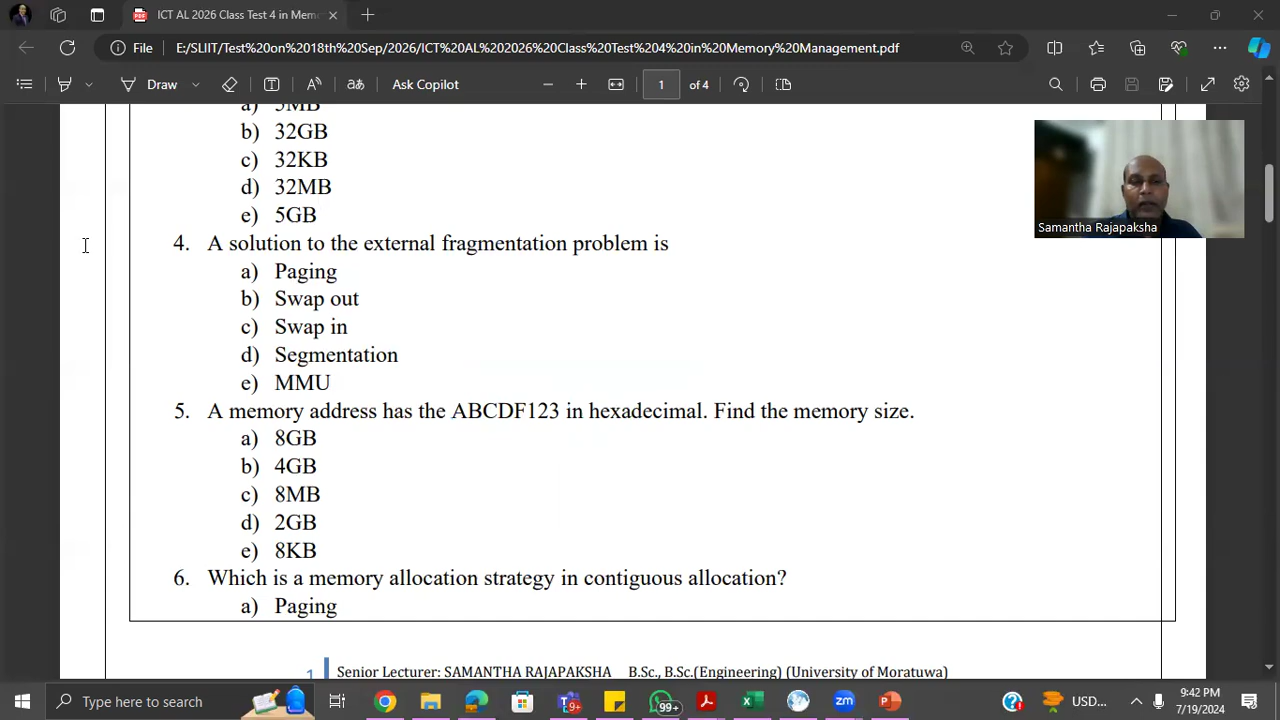 ICT AL 2026 Class Test 4 in Mem
File E:/SLIIT/Test%20on%2018th%20Sep/2026/ICT%20AL%202026%20Class%20Test%204%20in%20Memory%20Management.pdf
Draw Ask Copilot 1 of 4
a) 5MB
b) 32GB
c) 32KB
d) 32MB
e) 5GB
Samantha Rajapaksha
4. A solution to the external fragmentation problem is
a) Paging
b) Swap out
c) Swap in
d) Segmentation
e) MMU
5. A memory address has the ABCDF123 in hexadecimal. Find the memory size.
a) 8GB
b) 4GB
c) 8MB
d) 2GB
e) 8KB
6. Which is a memory allocation strategy in contiguous allocation?
a) Paging
1 Senior Lecturer: SAMANTHA RAJAPAKSHA B.Sc., B.Sc.(Engineering) (University of Moratuwa)
Type here to search 99+ zm USD... 9:42 PM
7/19/2024